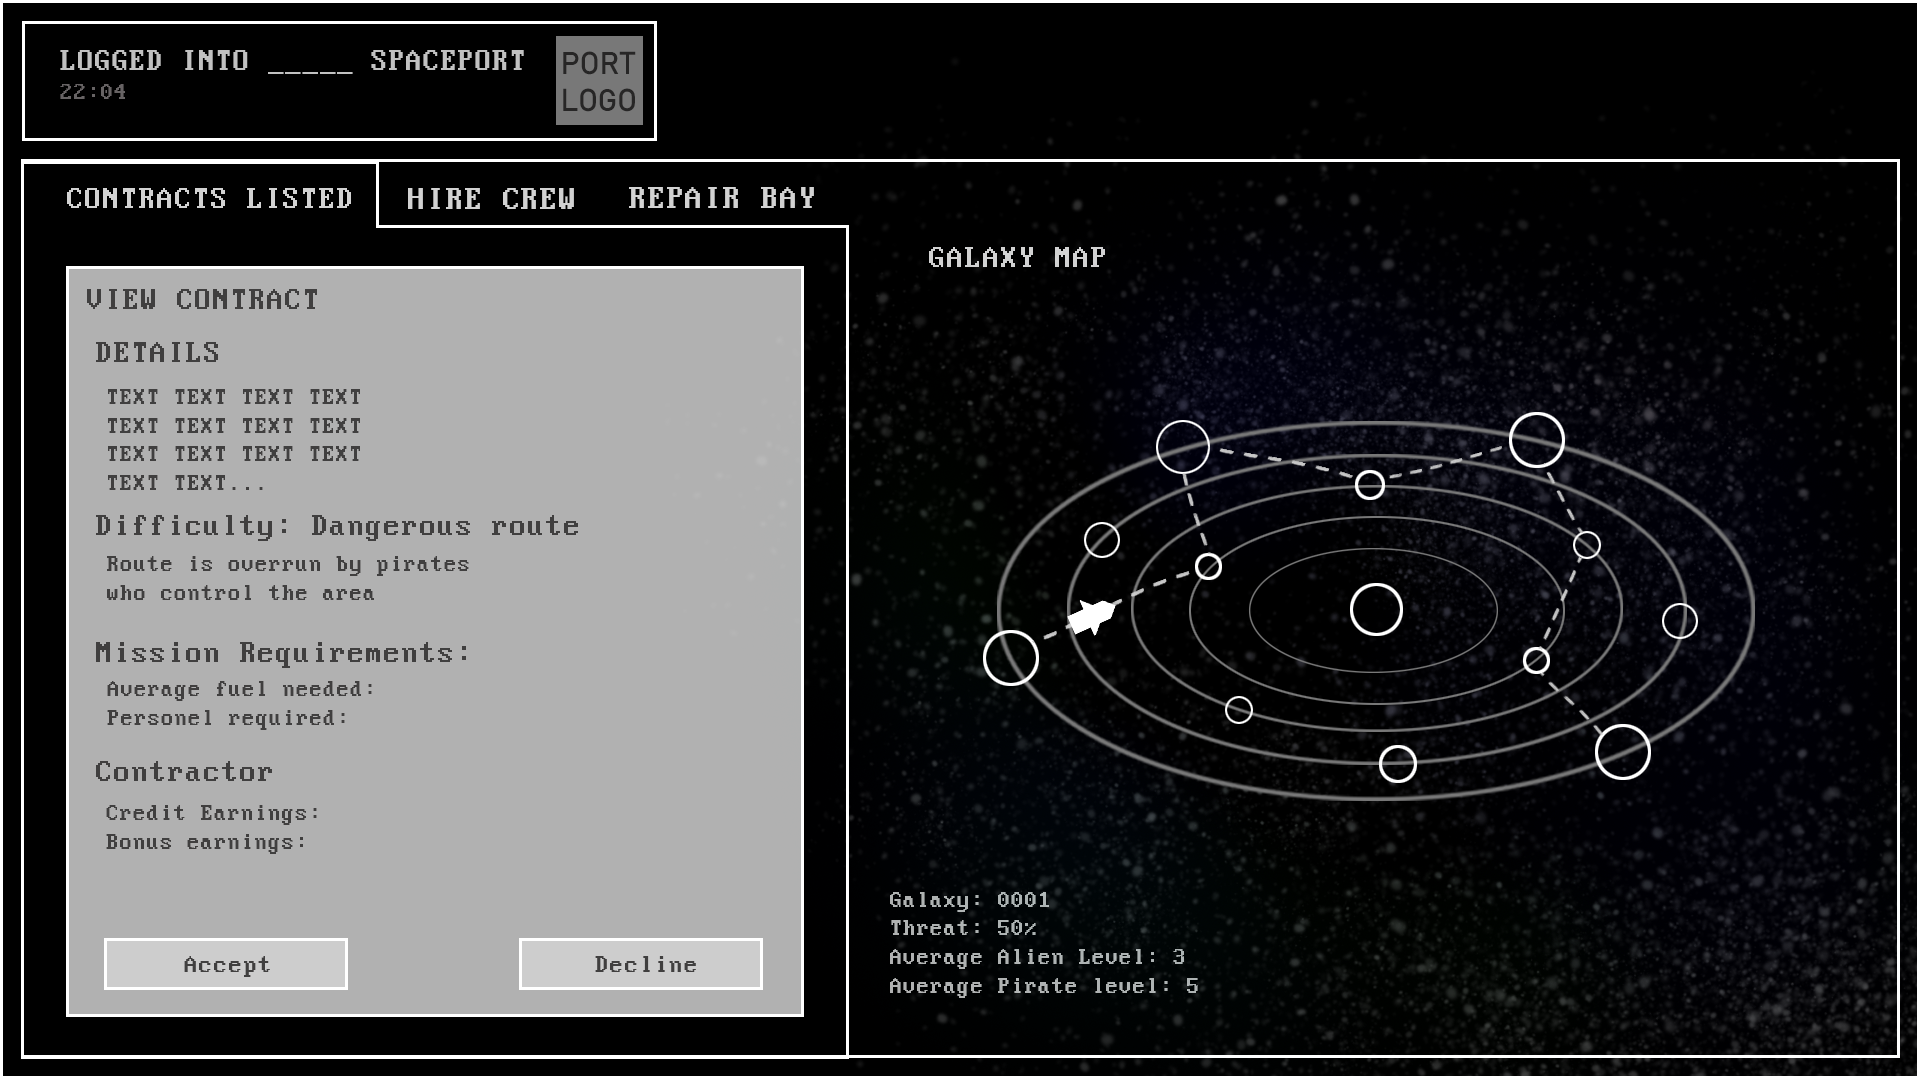 LOGGED INTO _____ SPACEPORT
22:04
PORT
LOGO
CONTRACTS LISTED
HIRE CREW
REPAIR BAY
VIEW CONTRACT
DETAILS
TEXT TEXT TEXT TEXT
TEXT TEXT TEXT TEXT
TEXT TEXT TEXT TEXT
TEXT TEXT...
Difficulty: Dangerous route
Route is overrun by pirates
who control the area
Mission Requirements:
Average fuel needed:
Personel required:
Contractor
Credit Earnings:
Bonus earnings:
Accept
Decline
GALAXY MAP
Galaxy: 0001
Threat: 50%
Average Alien Level: 3
Average Pirate level: 5